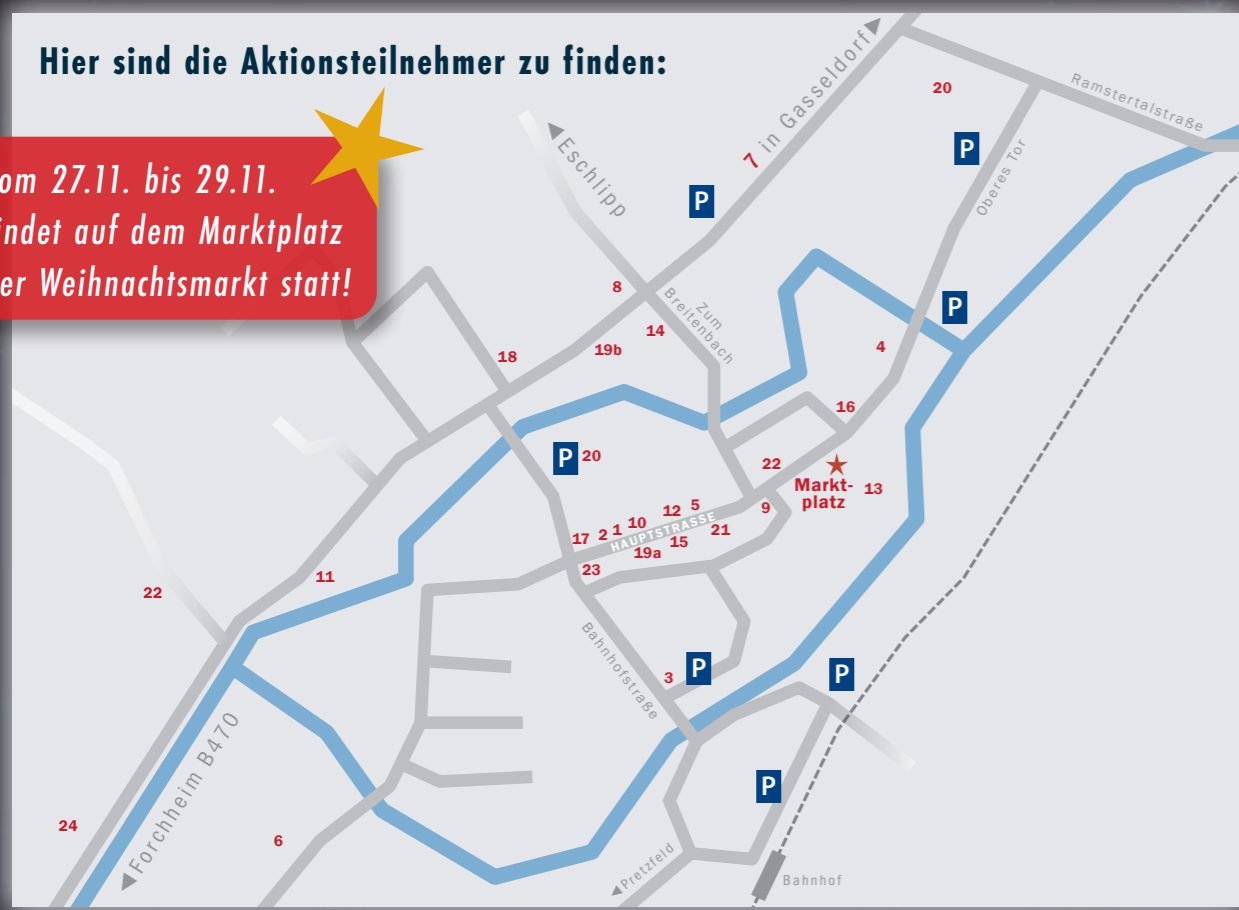 Hier sind die Aktionsteilnehmer zu finden:
om 27.11. bis 29.11.
indet auf dem Marktplatz
er Weihnachtsmarkt statt!
20
Ramstertalstraße
P
7 in Gasseldorf
Eschlipp
P
Oberes Tor
8
Zum
Breitenbach
P
14
19b
18
4
16
P 20
22
Markt-
platz
13
9
12 5
10
1
2
17
HAUPTSTRASSE
21
15
19a
23
11
22
Bahnhofstraße
3
P
P
Forchheim B470
P
24
6
Pretzfeld
Bahnhof